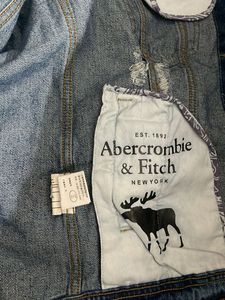 EST. 1892
Abercrombie
& Fitch
NEW YORK